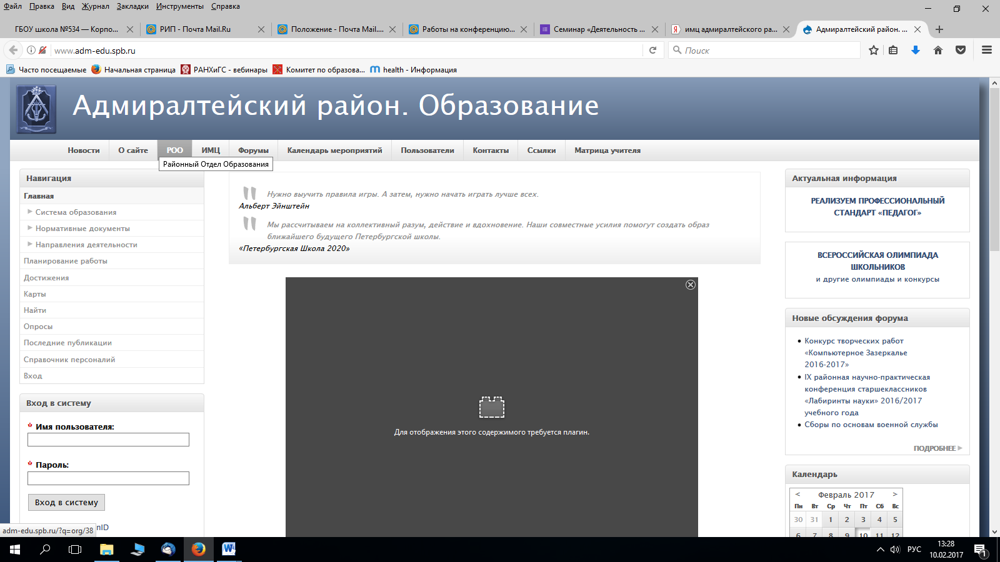 Файл Правка Вид Журнал Закладки Инструменты Справка
ГБОУ школа №534 — Корпо...
РИП - Почта Mail.Ru
Положение - Почта Mail....
Работы на конференцию...
Семинар «Деятельность ...
имц адмиралтейского ра...
Адмиралтейский район. ...
www.adm-edu.spb.ru
Поиск
Часто посещаемые
Начальная страница
РАНХиГС - вебинары
Комитет по образова...
health - Информация
Адмиралтейский район. Образование
Новости О сайте РОО ИМЦ Форумы Календарь мероприятий Пользователи Контакты Ссылки Матрица учителя
Районный Отдел Образования
Навигация
Главная
Система образования
Нормативные документы
Направления деятельности
Планирование работы
Достижения
Карты
Найти
Опросы
Последние публикации
Справочник персоналий
Вход
Вход в систему
* Имя пользователя:
* Пароль:
Вход в систему
nID
adm-edu.spb.ru/?q=org/38
Нужно выучить правила игры. А затем, нужно начать играть лучше всех.
Альберт Эйнштейн
Мы рассчитываем на коллективный разум, действие и вдохновение. Наши совместные усилия помогут создать образ
ближайшего будущего Петербургской школы.
«Петербургская Школа 2020»
Для отображения этого содержимого требуется плагин.
Актуальная информация
РЕАЛИЗУЕМ ПРОФЕССИОНАЛЬНЫЙ
СТАНДАРТ «ПЕДАГОГ»
ВСЕРОССИЙСКАЯ ОЛИМПИАДА
ШКОЛЬНИКОВ
и другие олимпиады и конкурсы
Новые обсуждения форума
Конкурс творческих работ
«Компьютерное Зазеркалье
2016-2017»
IX районная научно-практическая
конференция старшеклассников
«Лабиринты науки» 2016/2017
учебного года
Сборы по основам военной службы
ПОДРОБНЕЕ
Календарь
< Февраль 2017 >
Пн Вт Ср Чт Пт Сб Вс
30 31 1 2 3 4 5
6 7 8 9 10 11 12
РУС
13:28
10.02.2017
1